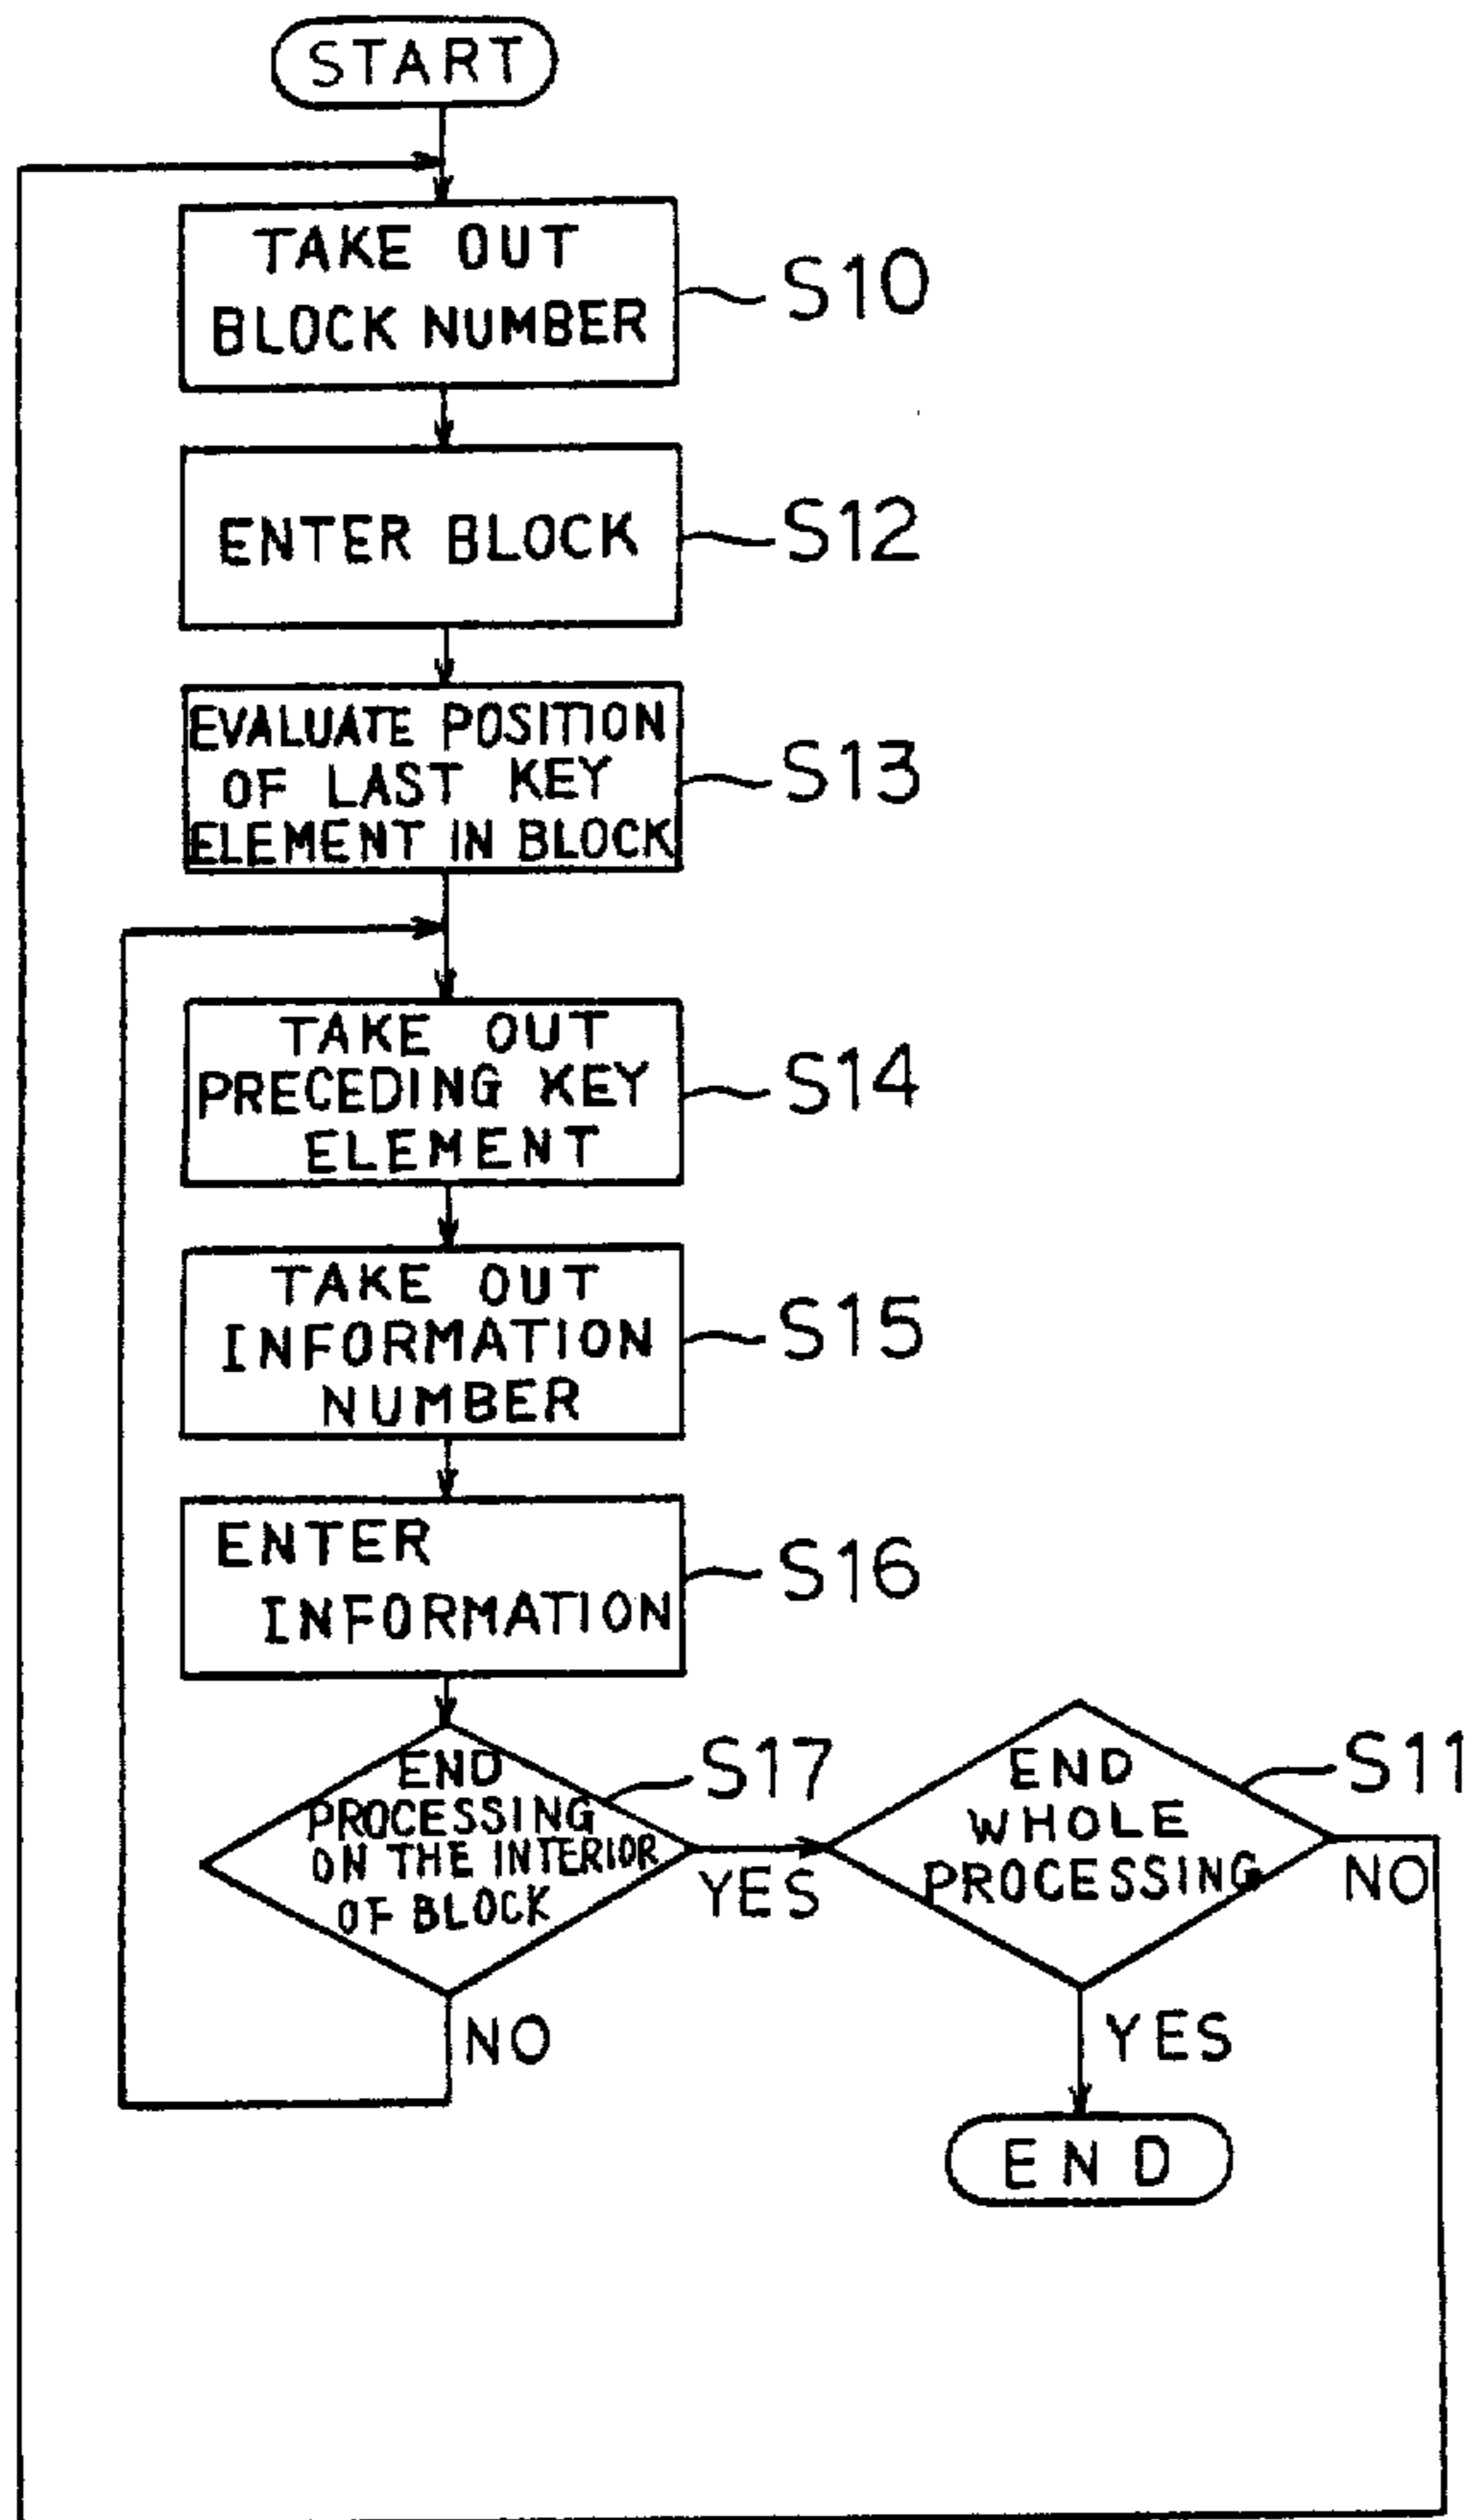 START
TAKE OUT
BLOCK NUMBER
S10
ENTER BLOCK
S12
EVALUATE POSITION
OF LAST KEY
ELEMENT IN BLOCK
S13
TAKE OUT
PRECEDING KEY
ELEMENT
S14
TAKE OUT
INFORMATION
NUMBER
S15
ENTER
INFORMATION
S16
END
PROCESSING
ON THE INTERIOR
OF BLOCK
S17
YES
NO
END
WHOLE
PROCESSING
S11
NO
YES
END